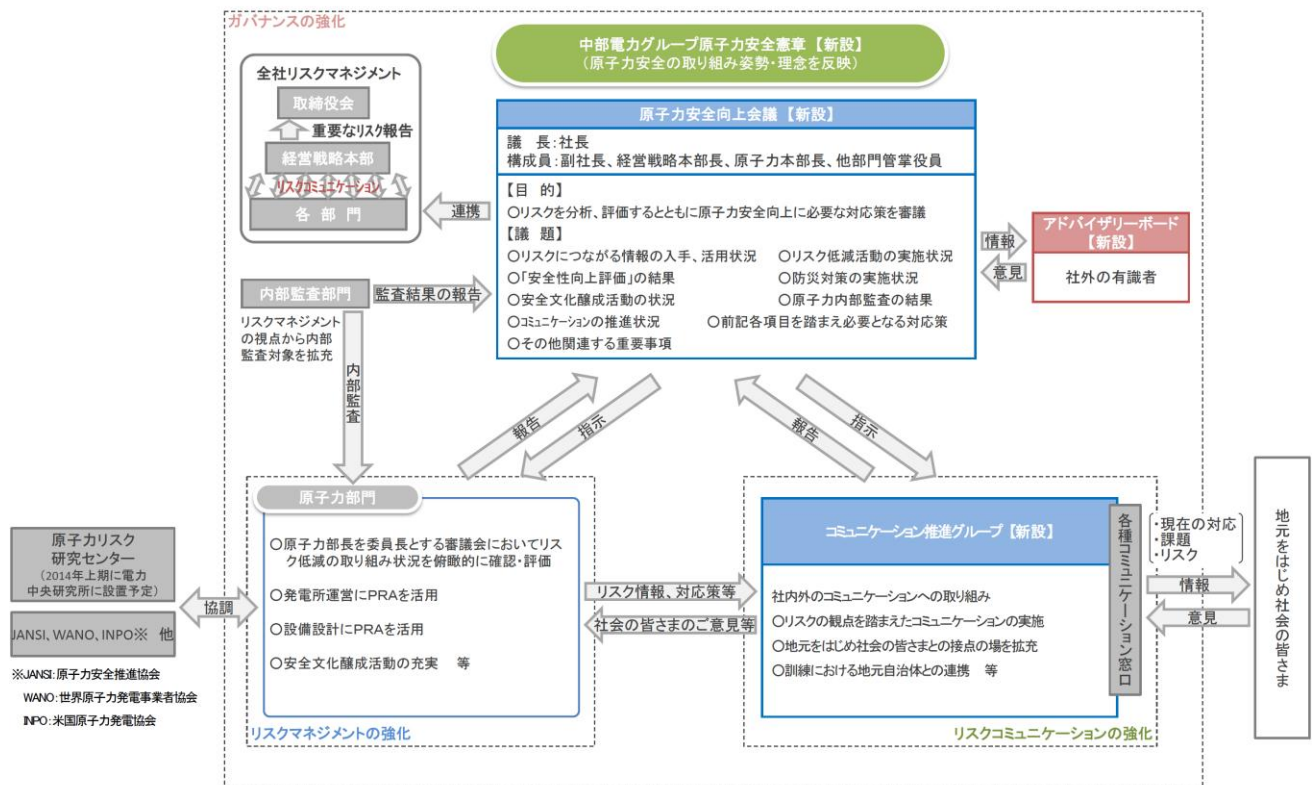 ガバナンスの強化
中部電力グループ原子力安全憲章【新設】
（原子力安全の取り組み姿勢・理念を反映）
全社リスクマネジメント
取締役会
重要なリスク報告
経営戦略本部
リスクコミュニケーション
各 部 門
連携
原子力安全向上会議【新設】
議 長：社長
構成員：副社長、経営戦略本部長、原子力本部長、他部門管掌役員
【目 的】
○リスクを分析、評価するとともに原子力安全向上に必要な対応策を審議
【議 題】
○リスクにつながる情報の入手、活用状況 ○リスク低減活動の実施状況
○「安全性向上評価」の結果 ○防災対策の実施状況
○安全文化醸成活動の状況 ○原子力内部監査の結果
○コミュニケーションの推進状況 ○前記各項目を踏まえ必要となる対応策
○その他関連する重要事項
情報
意見
アドバイザリーボード
【新設】
社外の有識者
内部監査部門
監査結果の報告
リスクマネジメント
の視点から内部
監査対象を拡充
内部監査
報告
指示
報告
指示
原子力部門
○原子力部長を委員長とする審議会においてリス
ク低減の取り組み状況を俯瞰的に確認・評価
○発電所運営にPRAを活用
○設備設計にPRAを活用
○安全文化醸成活動の充実 等
リスクマネジメントの強化
原子力リスク
研究センター
（2014年上期に電力
中央研究所に設置予定）
協調
JANSI、WANO、INPO※ 他
※JANSI：原子力安全推進協会
WANO：世界原子力発電事業者協会
INPO：米国原子力発電協会
リスク情報、対応策等
社会の皆さまのご意見等
コミュニケーション推進グループ【新設】
社内外のコミュニケーションへの取り組み
○リスクの観点を踏まえたコミュニケーションの実施
○地元をはじめ社会の皆さまとの接点の場を拡充
○訓練における地元自治体との連携 等
各種コミュニケーション窓口
リスクコミュニケーションの強化
・現在の対応
・課題
・リスク
情報
意見
地元をはじめ社会の皆さま